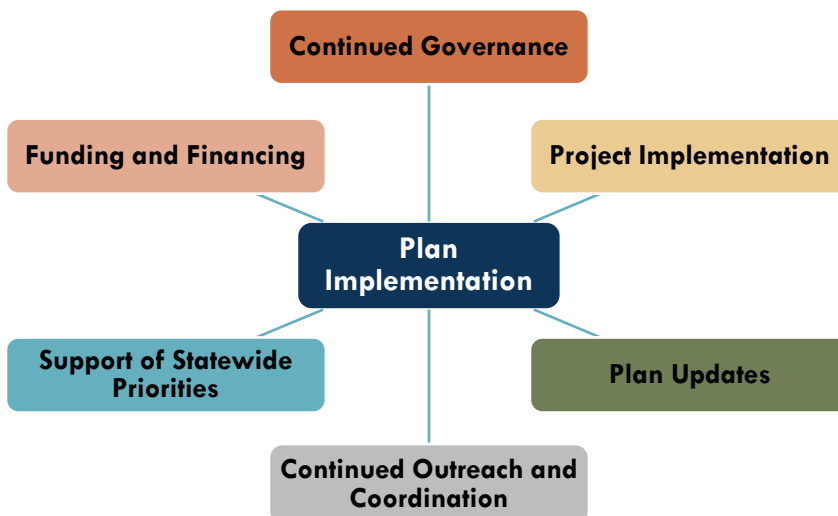 Continued Governance
Funding and Financing
Project Implementation
Plan
Implementation
Support of Statewide
Priorities
Plan Updates
Continued Outreach and
Coordination